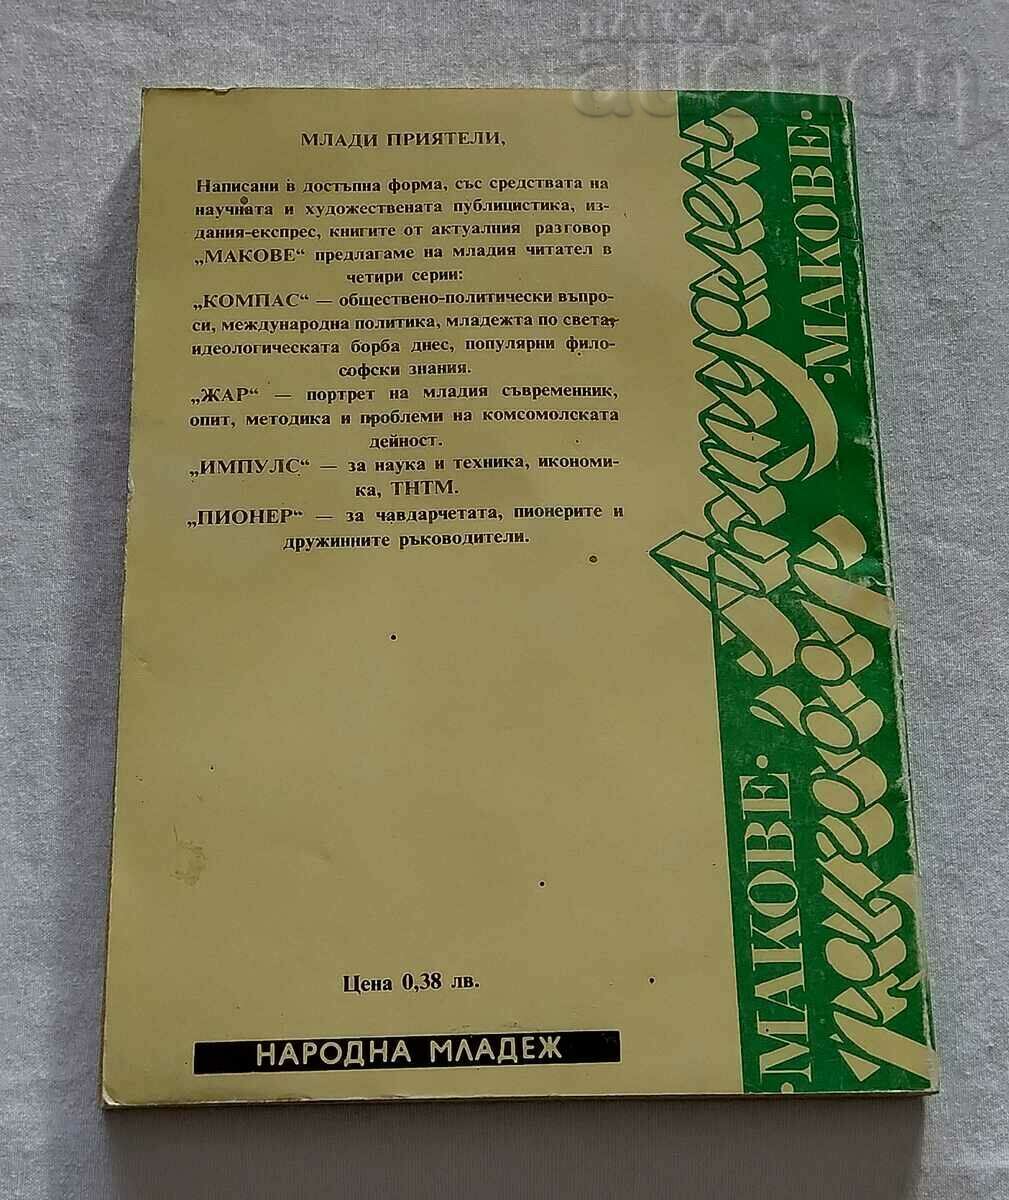 МЛАДИ ПРИЯТЕЛИ,
Написани в достъпна форма, със средствата на
научната и художествената публицистика, из-
дания-експрес, книгите от актуалния разговор
„МАКОВЕ“ предлагаме на младия читател в
четири серии:
„КОМПАС“ — обществено-политически въпро-
си, международна политика, младежта по света,
идеологическата борба днес, популярни фило-
софски знания.
„ЖАР“ — портрет на младия съвременник,
опит, методика и проблеми на комсомолската
дейност.
„ИМПУЛС“ — за наука и техника, икономи-
ка, ТНТМ.
„ПИОНЕР“ — за чавдарчетата, пионерите и
дружинните ръководители.
Цена 0,38 лв.
НАРОДНА МЛАДЕЖ
·МАКОВЕ·
·МАКОВЕ·
разговор
auction